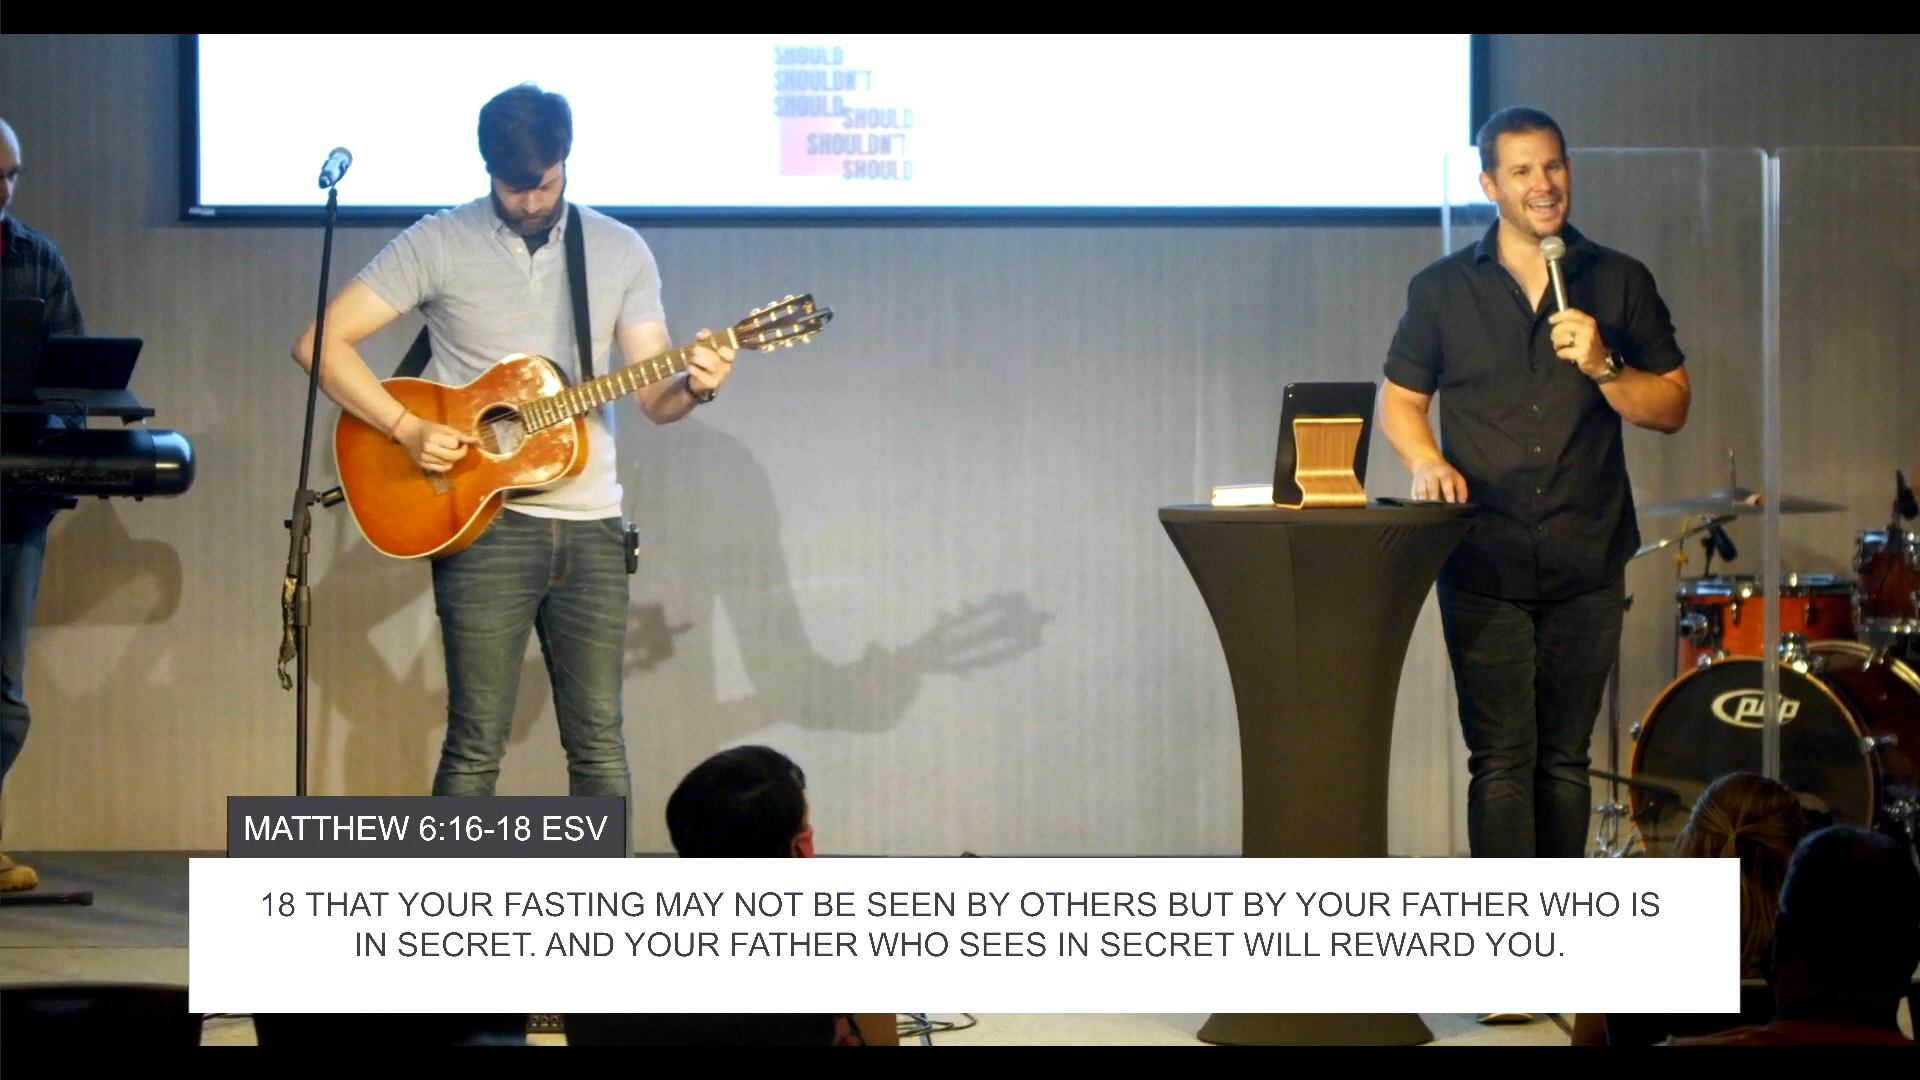 SHOULD
SHOULDN'T
SHOULD
SHOULD
SHOULDN'T
SHOULD
pdp
MATTHEW 6:16-18 ESV
18 THAT YOUR FASTING MAY NOT BE SEEN BY OTHERS BUT BY YOUR FATHER WHO IS
IN SECRET. AND YOUR FATHER WHO SEES IN SECRET WILL REWARD YOU.